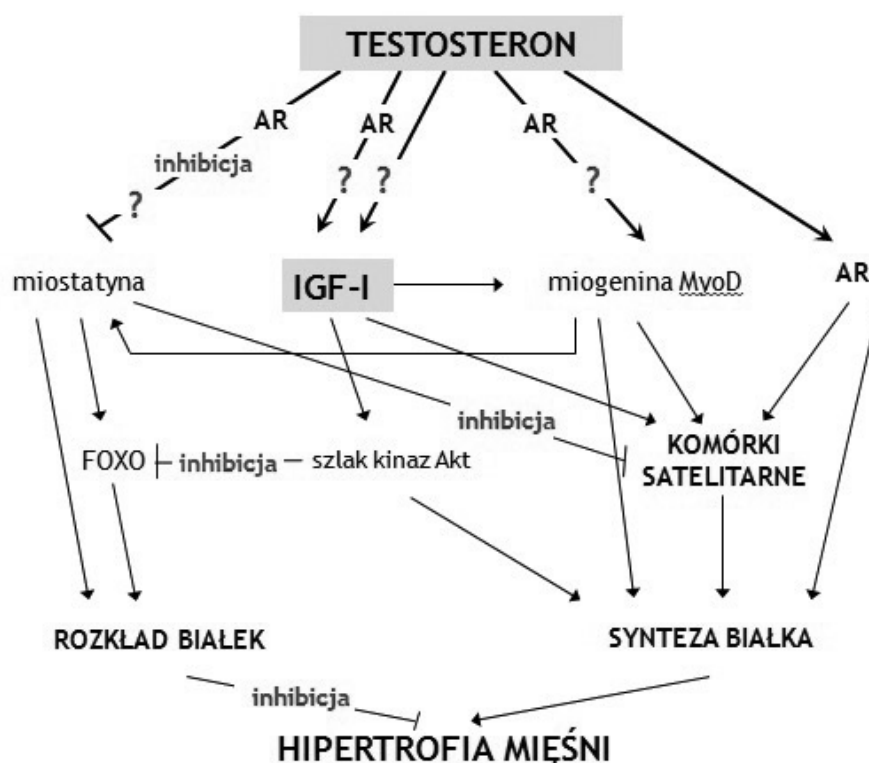 TESTOSTERON
AR
AR
AR
inhibicja
?
?
?
?
miostatyna
IGF-I
miogenina MyoD
AR
inhibicja
KOMÓRKI
SATELITARNE
FOXO
inhibicja
szlak kinaz Akt
ROZKŁAD BIAŁEK
SYNTEZA BIAŁKA
inhibicja
HIPERTROFIA MIĘŚNI